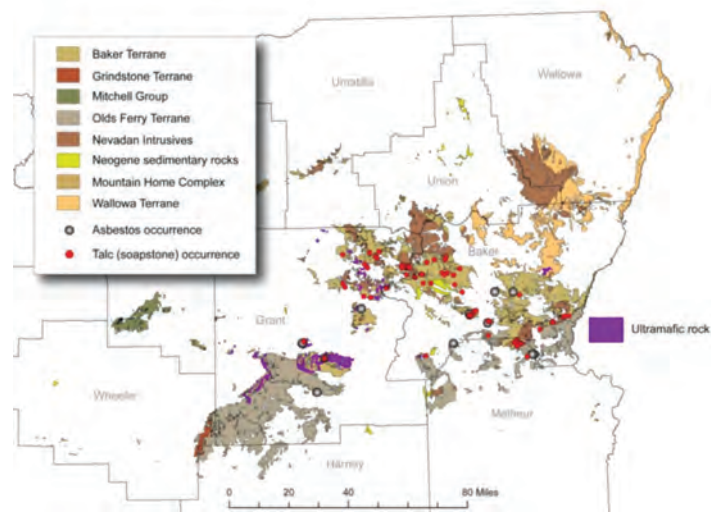 Baker Terrane
Grindstone Terrane
Mitchell Group
Olds Ferry Terrane
Nevadan Intrusives
Neogene sedimentary rocks
Mountain Home Complex
Wallowa Terrane
Asbestos occurrence
Talc (soapstone) occurrence
Umatilla
Wallowa
Union
Baker
Grant
Ultramafic rock
Wheeler
Malheur
Harney
0 20 40 80 Miles